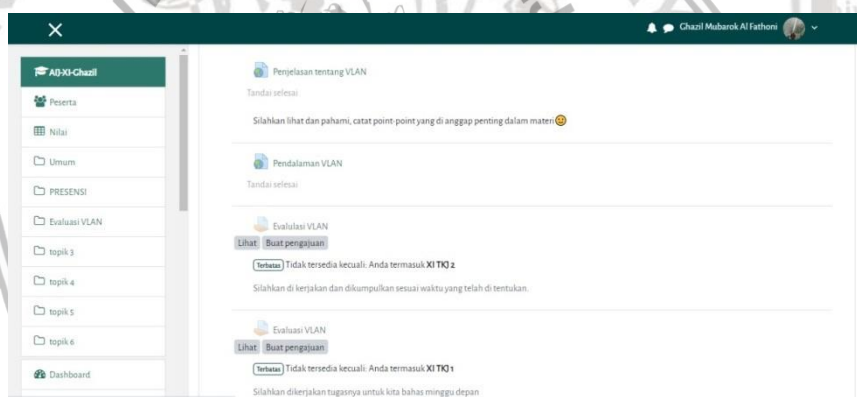 Ghazil Mubarok Al Fathoni
AIJ-XI-Ghazil
Peserta
Nilai
Umum
PRESENSI
Evaluasi VLAN
topik 3
topik 4
topik 5
topik 6
Dashboard
Penjelasan tentang VLAN
Tandai selesai
Silahkan lihat dan pahami, catat point-point yang di anggap penting dalam materi
Pendalaman VLAN
Tandai selesai
Evalulasi VLAN
Lihat Buat pengajuan
Terbatas Tidak tersedia kecuali: Anda termasuk XI TKJ 2
Silahkan di kerjakan dan dikumpulkan sesuai waktu yang telah di tentukan.
Evaluasi VLAN
Lihat Buat pengajuan
Terbatas Tidak tersedia kecuali: Anda termasuk XI TKJ 1
Silahkan dikerjakan tugasnya untuk kita bahas minggu depan